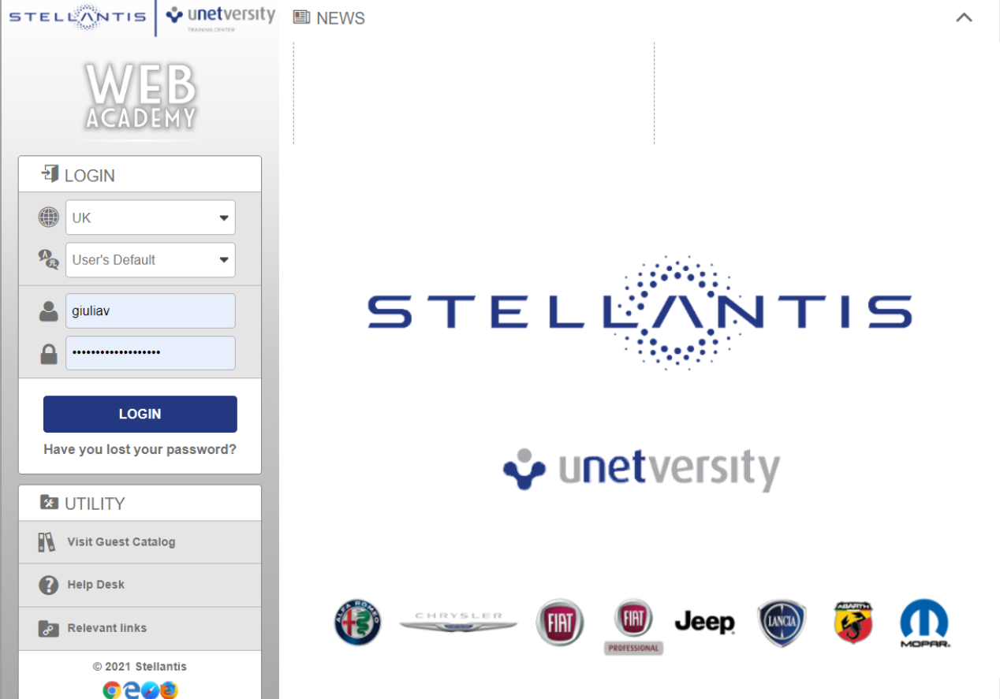 STELLANTIS
unetversity
TRAINING CENTER
NEWS
WEB
ACADEMY
LOGIN
UK
User's Default
giuliav
•••••••••••••••••••
LOGIN
Have you lost your password?
UTILITY
Visit Guest Catalog
Help Desk
Relevant links
© 2021 Stellantis
STELLANTIS
unetversity
ALFA ROMEO
CHRYSLER
FIAT
FIAT
PROFESSIONAL
Jeep
LANCIA
ABARTH
MOPAR